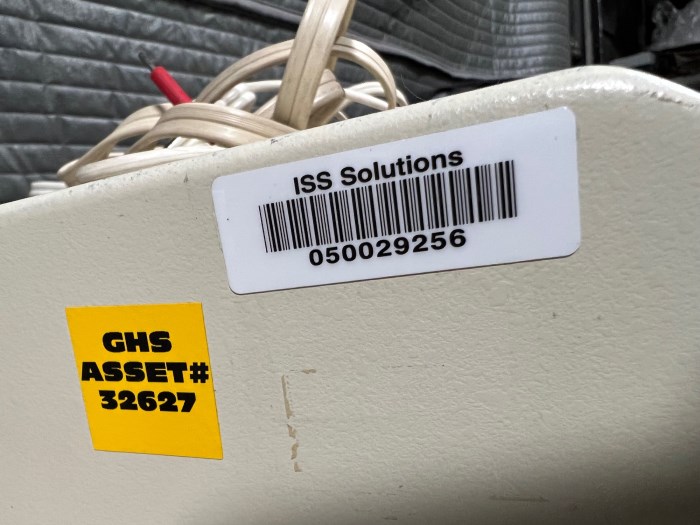 ISS Solutions
050029256
GHS
ASSET#
32627